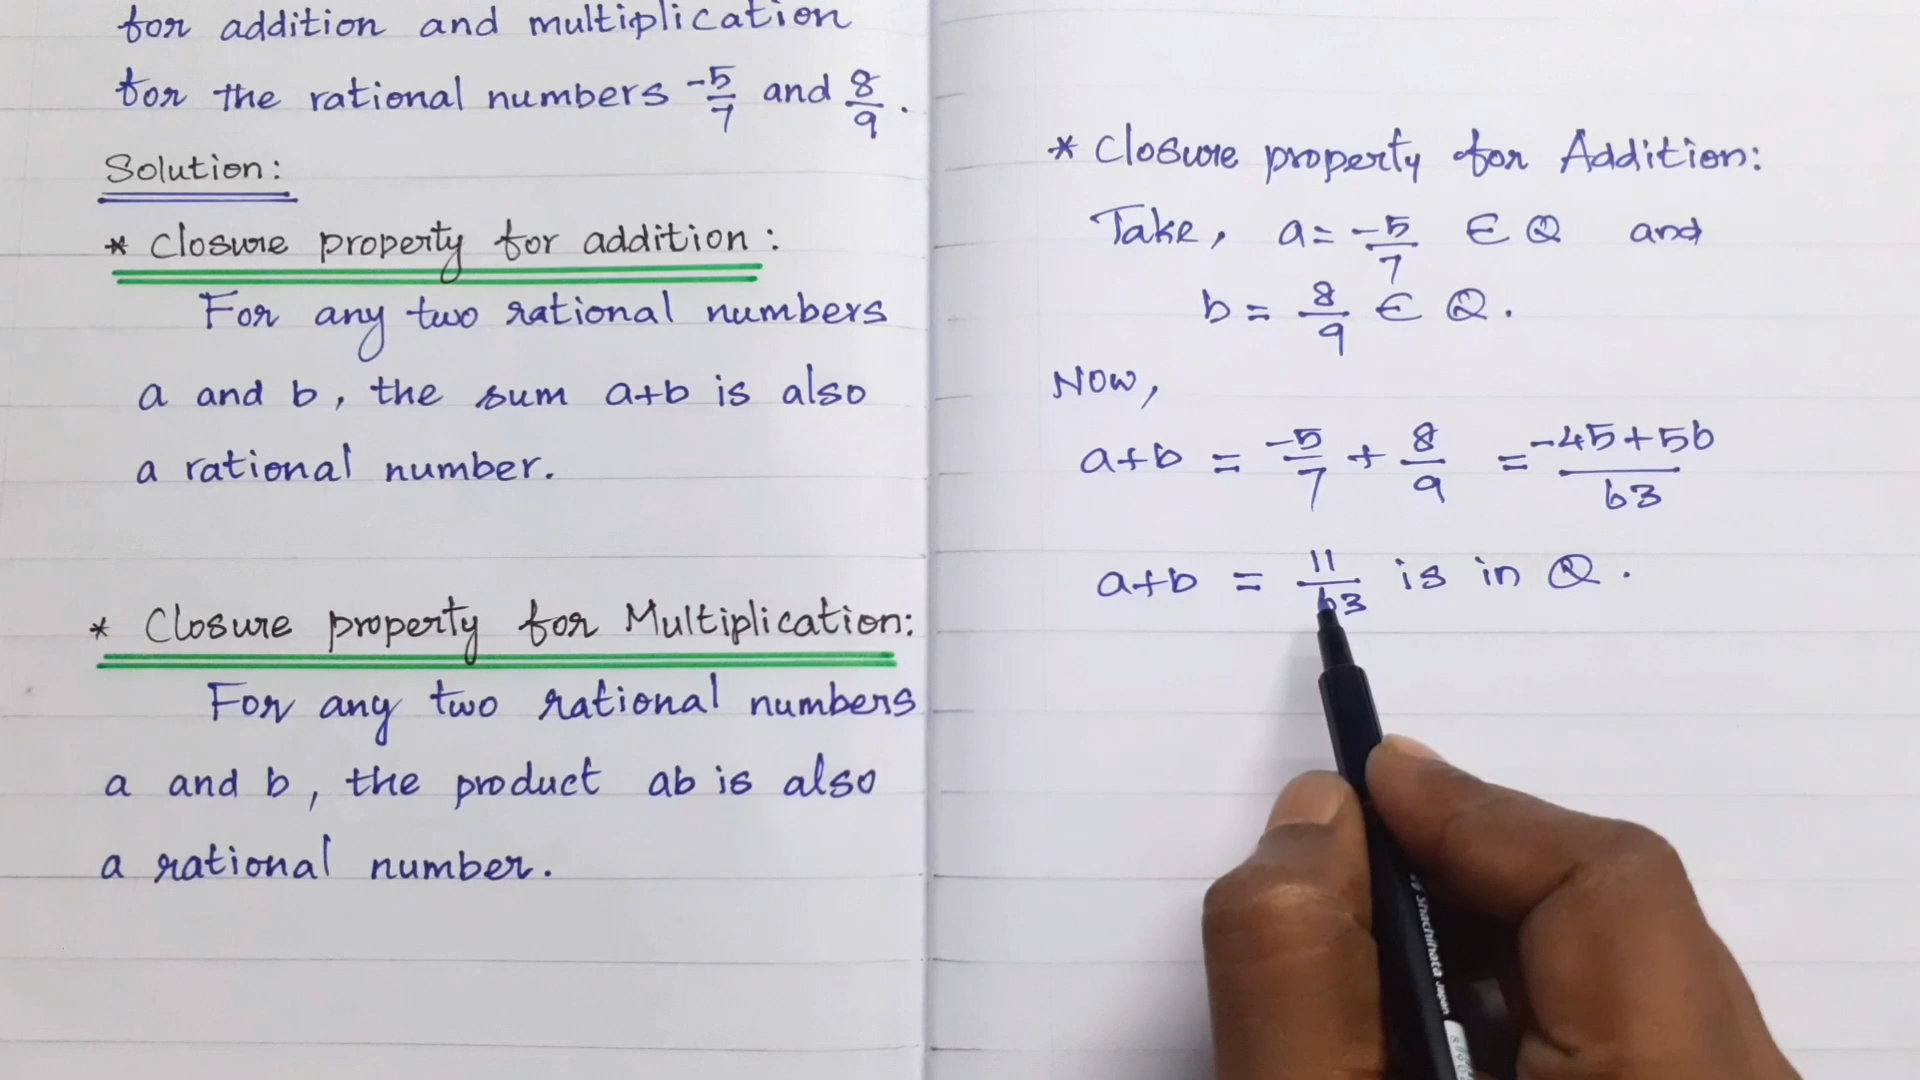 for addition and multiplication
for the rational numbers -5/7 and 8/9.
Solution:
* Closure property for addition:
For any two rational numbers
a and b, the sum a+b is also
a rational number.
* Closure property for Multiplication:
For any two rational numbers
a and b, the product ab is also
a rational number.
* Closure property for Addition:
Take, a = -5/7 ∈ Q and
b = 8/9 ∈ Q.
Now,
a+b = -5/7 + 8/9 = -45+56/63
a+b = 11/63 is in Q.
Shachihata Japan